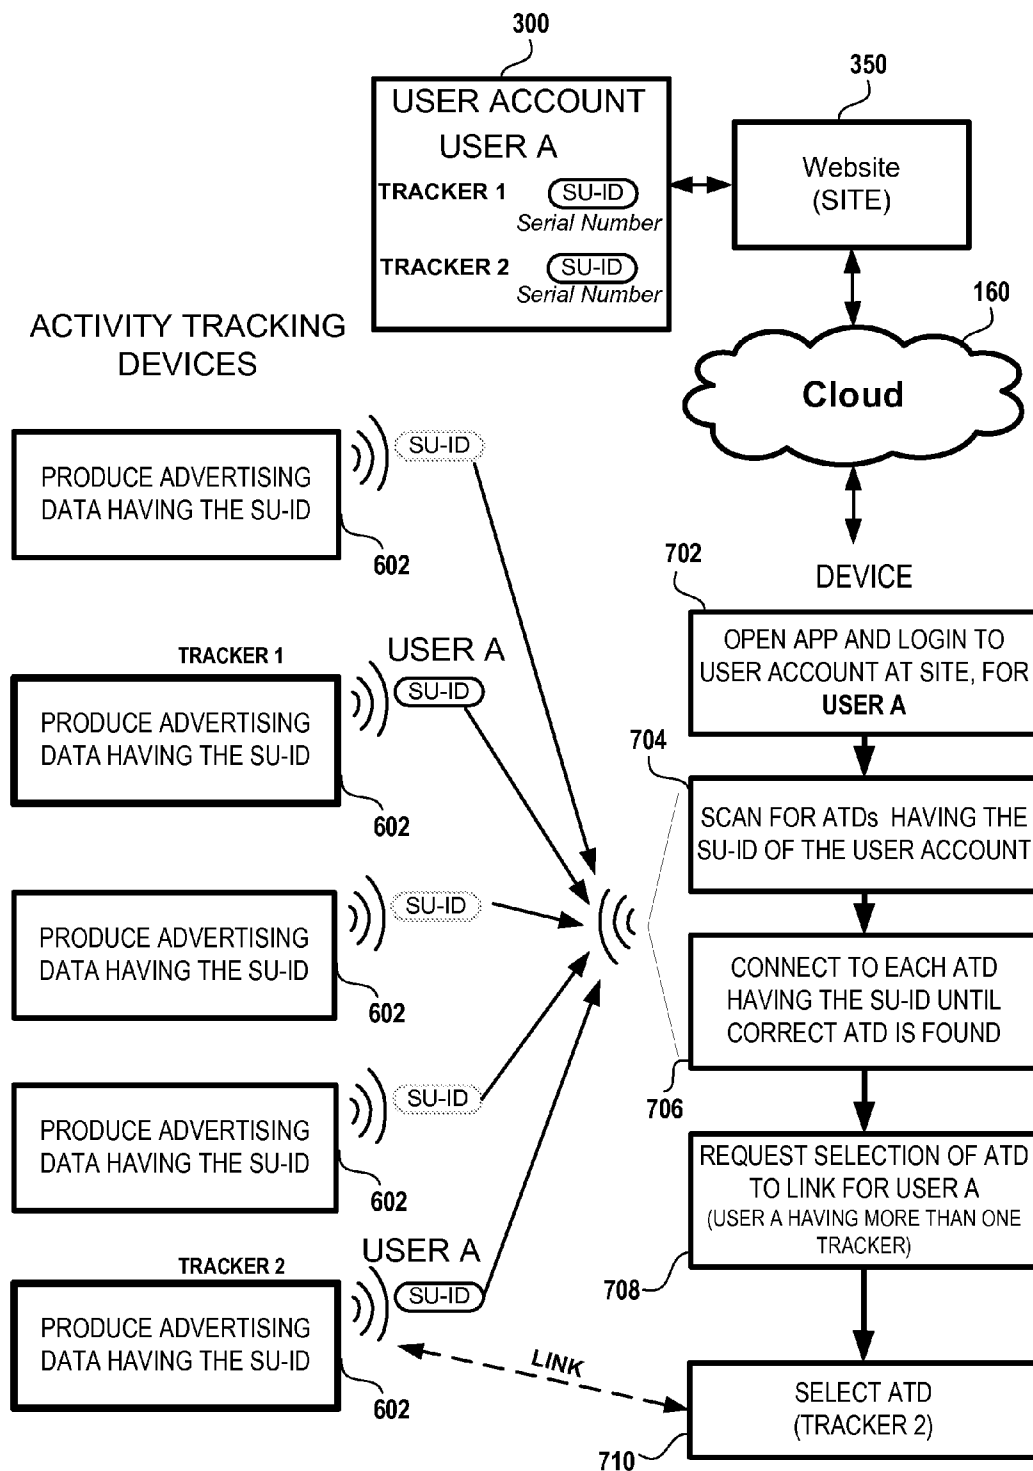 300
USER ACCOUNT
USER A
TRACKER 1
SU-ID
Serial Number
TRACKER 2
SU-ID
Serial Number
350
Website
(SITE)
160
Cloud
ACTIVITY TRACKING
DEVICES
PRODUCE ADVERTISING
DATA HAVING THE SU-ID
SU-ID
602
TRACKER 1
USER A
PRODUCE ADVERTISING
DATA HAVING THE SU-ID
SU-ID
602
PRODUCE ADVERTISING
DATA HAVING THE SU-ID
SU-ID
602
PRODUCE ADVERTISING
DATA HAVING THE SU-ID
SU-ID
602
TRACKER 2
USER A
PRODUCE ADVERTISING
DATA HAVING THE SU-ID
SU-ID
602
LINK
DEVICE
702
OPEN APP AND LOGIN TO
USER ACCOUNT AT SITE, FOR
USER A
704
SCAN FOR ATDs HAVING THE
SU-ID OF THE USER ACCOUNT
CONNECT TO EACH ATD
HAVING THE SU-ID UNTIL
CORRECT ATD IS FOUND
706
REQUEST SELECTION OF ATD
TO LINK FOR USER A
(USER A HAVING MORE THAN ONE
TRACKER)
708
SELECT ATD
(TRACKER 2)
710